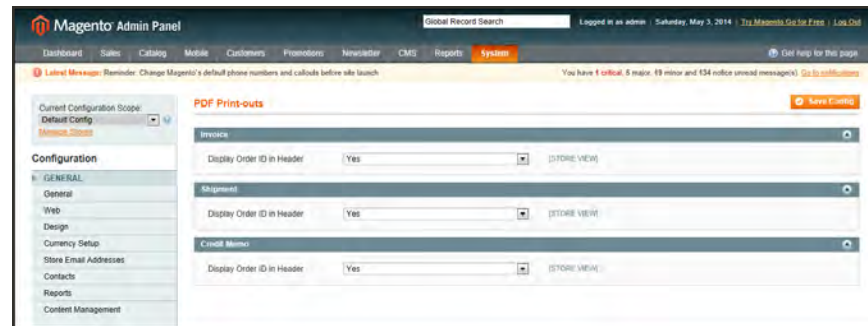 Magento Admin Panel
Global Record Search
Logged in as admin | Saturday, May 3, 2014 | Try Magento Go for Free | Log Out
Dashboard Sales Catalog Mobile Customers Promotions Newsletter CMS Reports System
Get help for this page
Latest Message: Reminder: Change Magento's default phone numbers and callouts before site launch
You have 1 critical, 5 major, 19 minor and 134 notice unread message(s). Go to notifications
Current Configuration Scope:
Default Config
Manage Stores
Configuration
GENERAL
General
Web
Design
Currency Setup
Store Email Addresses
Contacts
Reports
Content Management
PDF Print-outs
Save Config
Invoice
Display Order ID in Header Yes [STORE VIEW]
Shipment
Display Order ID in Header Yes [STORE VIEW]
Credit Memo
Display Order ID in Header Yes [STORE VIEW]